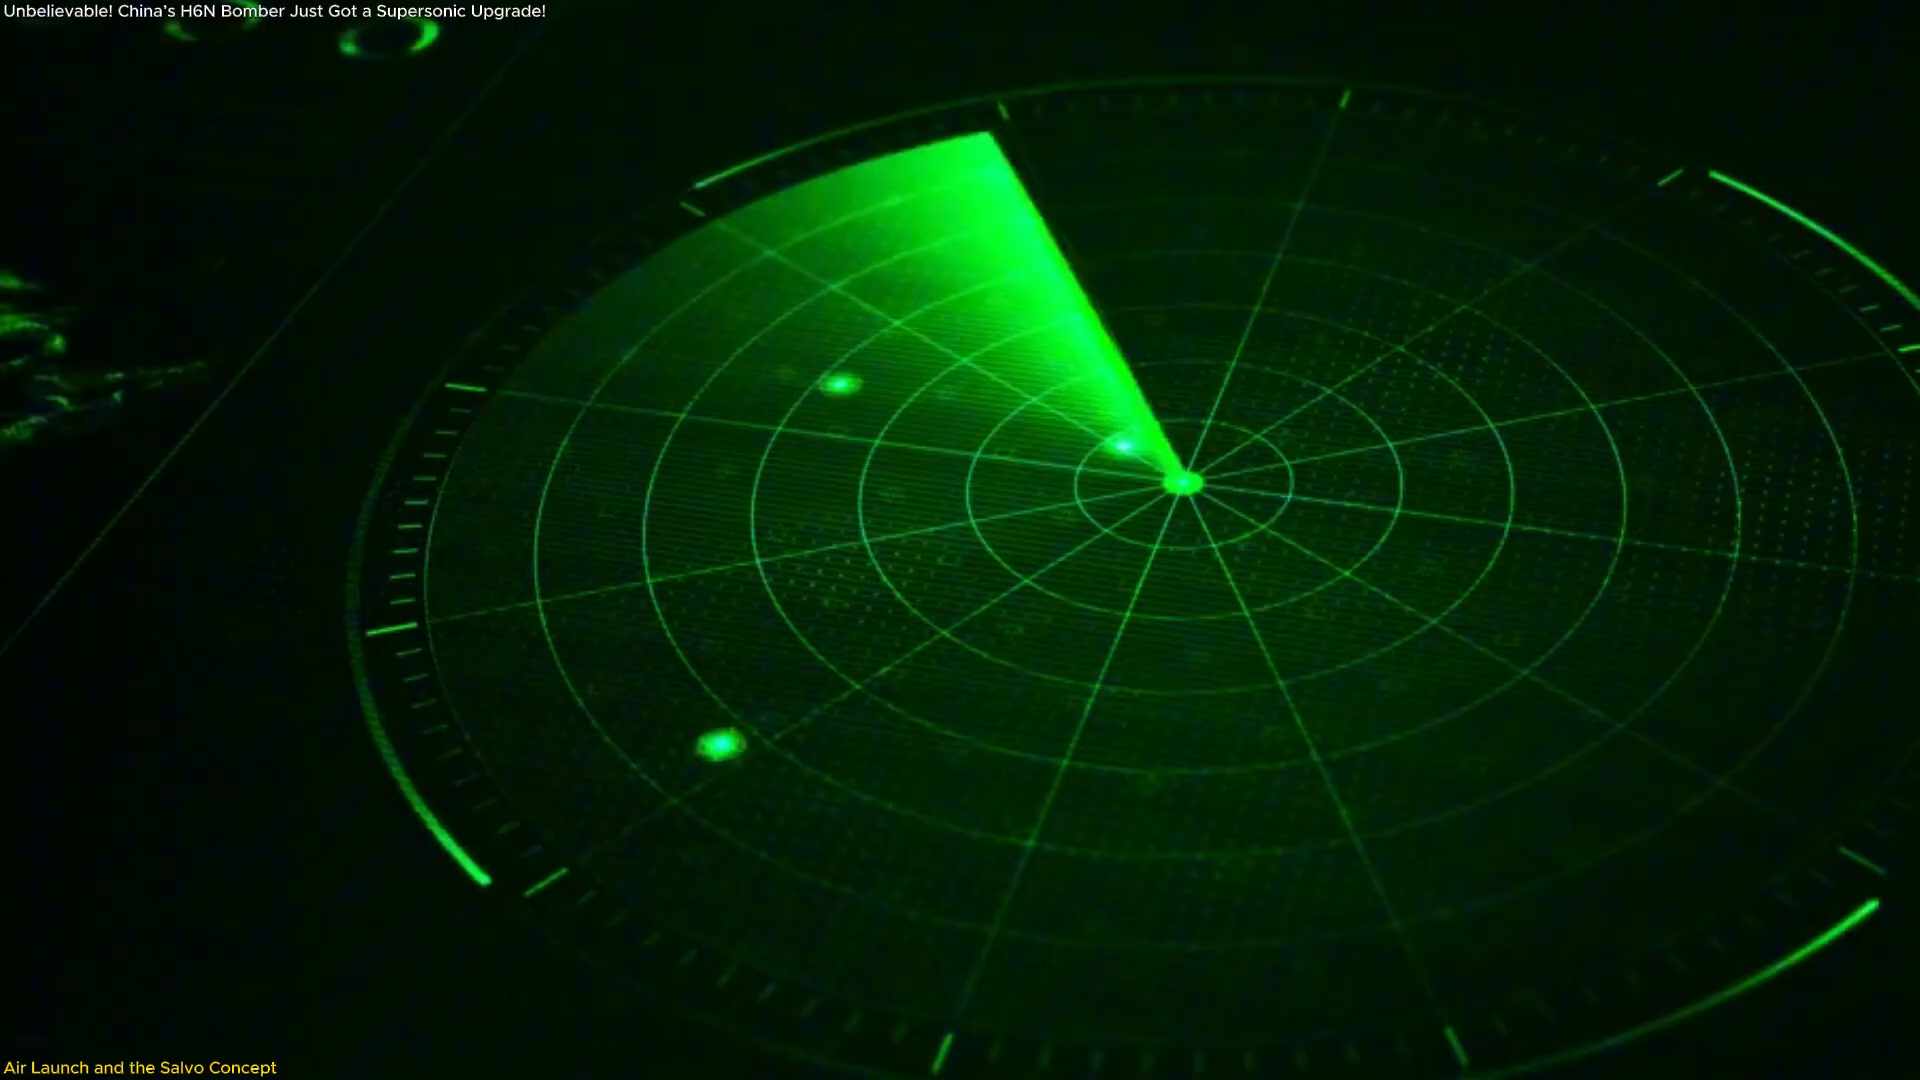 Unbelievable! China's H6N Bomber Just Got a Supersonic Upgrade!
Air Launch and the Salvo Concept